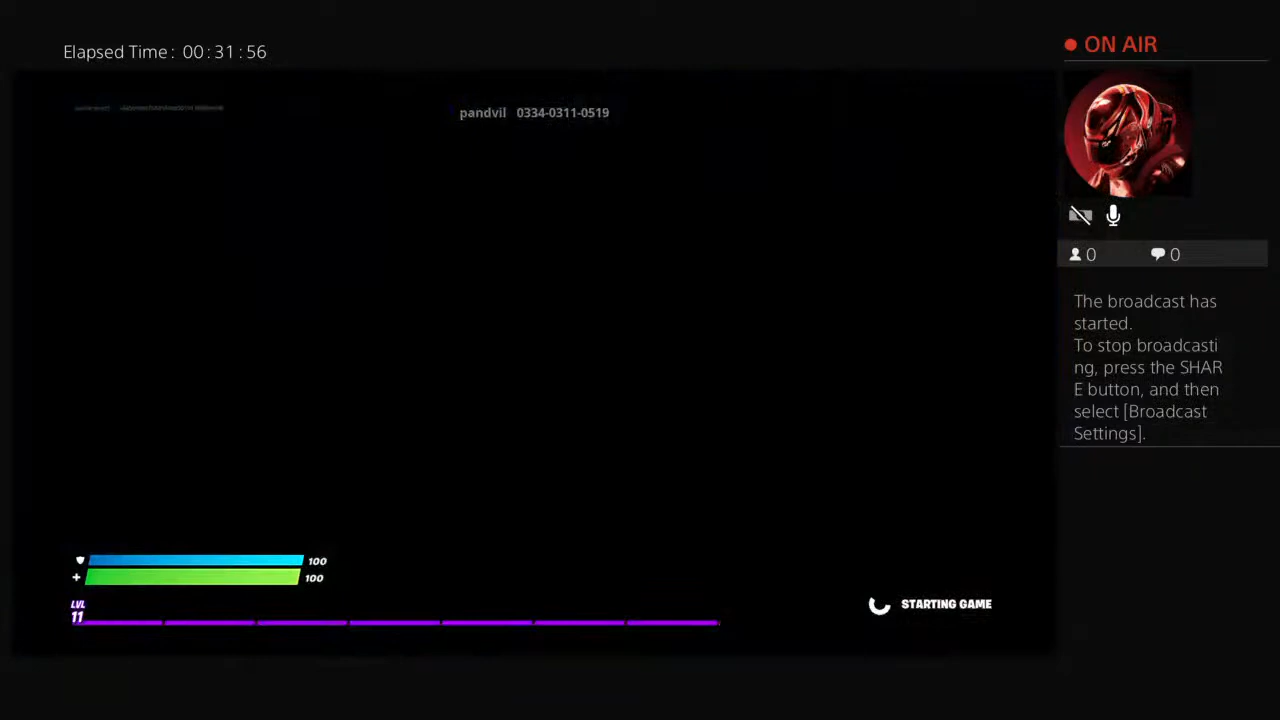 Elapsed Time: 00:31:56
ON AIR
pandvil 0334-0311-0519
0 0
The broadcast has
started.
To stop broadcasti
ng, press the SHAR
E button, and then
select [Broadcast
Settings].
100
100
LVL
11
STARTING GAME